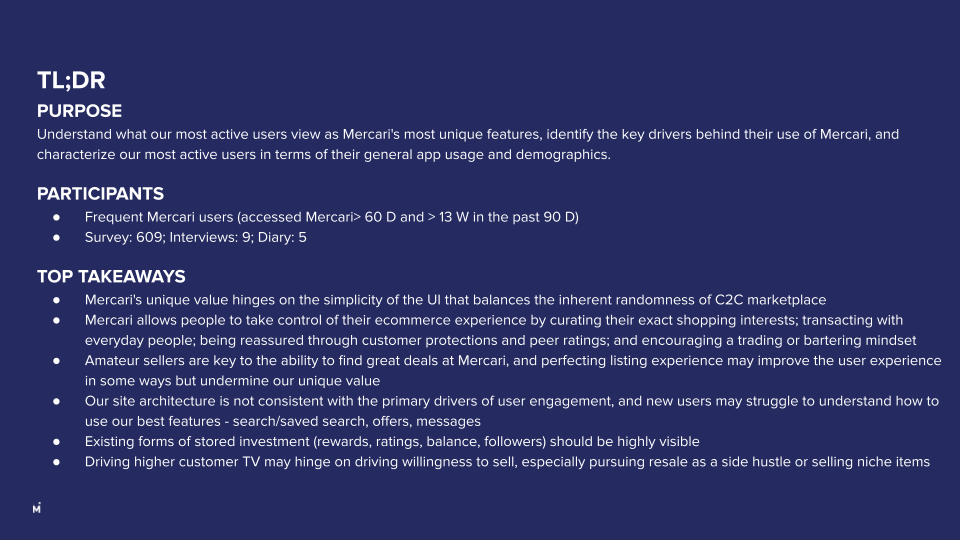 TL;DR
PURPOSE
Understand what our most active users view as Mercari's most unique features, identify the key drivers behind their use of Mercari, and
characterize our most active users in terms of their general app usage and demographics.
PARTICIPANTS
● Frequent Mercari users (accessed Mercari> 60 D and > 13 W in the past 90 D)
● Survey: 609; Interviews: 9; Diary: 5
TOP TAKEAWAYS
● Mercari's unique value hinges on the simplicity of the UI that balances the inherent randomness of C2C marketplace
● Mercari allows people to take control of their ecommerce experience by curating their exact shopping interests; transacting with
everyday people; being reassured through customer protections and peer ratings; and encouraging a trading or bartering mindset
● Amateur sellers are key to the ability to find great deals at Mercari, and perfecting listing experience may improve the user experience
in some ways but undermine our unique value
● Our site architecture is not consistent with the primary drivers of user engagement, and new users may struggle to understand how to
use our best features - search/saved search, offers, messages
● Existing forms of stored investment (rewards, ratings, balance, followers) should be highly visible
● Driving higher customer TV may hinge on driving willingness to sell, especially pursuing resale as a side hustle or selling niche items